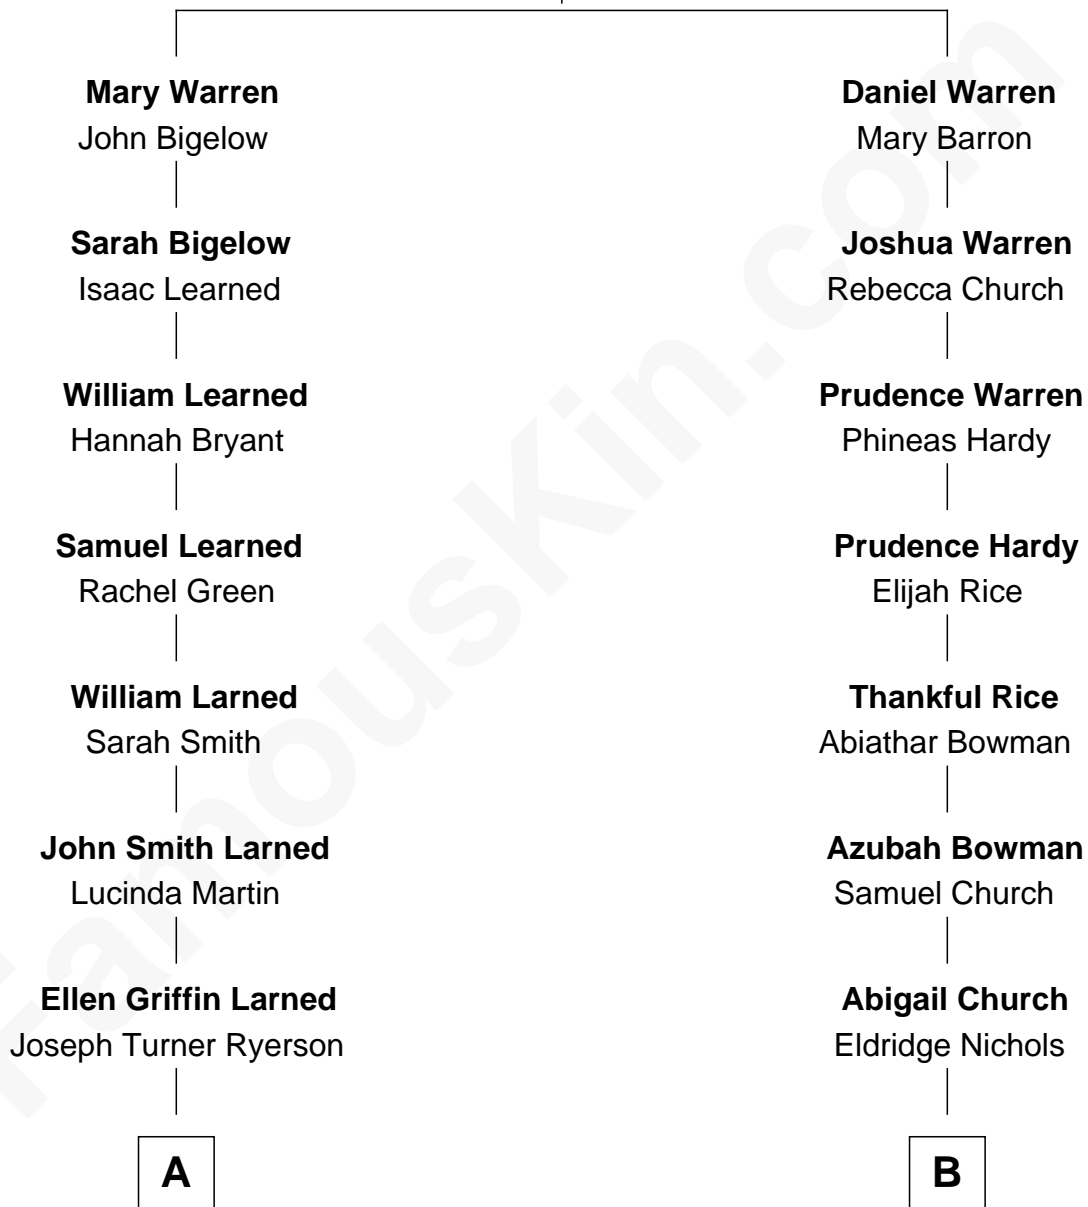 Mary Warren
John Bigelow
Sarah Bigelow
Isaac Learned
William Learned
Hannah Bryant
Samuel Learned
Rachel Green
William Larned
Sarah Smith
John Smith Larned
Lucinda Martin
Ellen Griffin Larned
Joseph Turner Ryerson
A
Daniel Warren
Mary Barron
Joshua Warren
Rebecca Church
Prudence Warren
Phineas Hardy
Prudence Hardy
Elijah Rice
Thankful Rice
Abiathar Bowman
Azubah Bowman
Samuel Church
Abigail Church
Eldridge Nichols
B
FamousKin.com